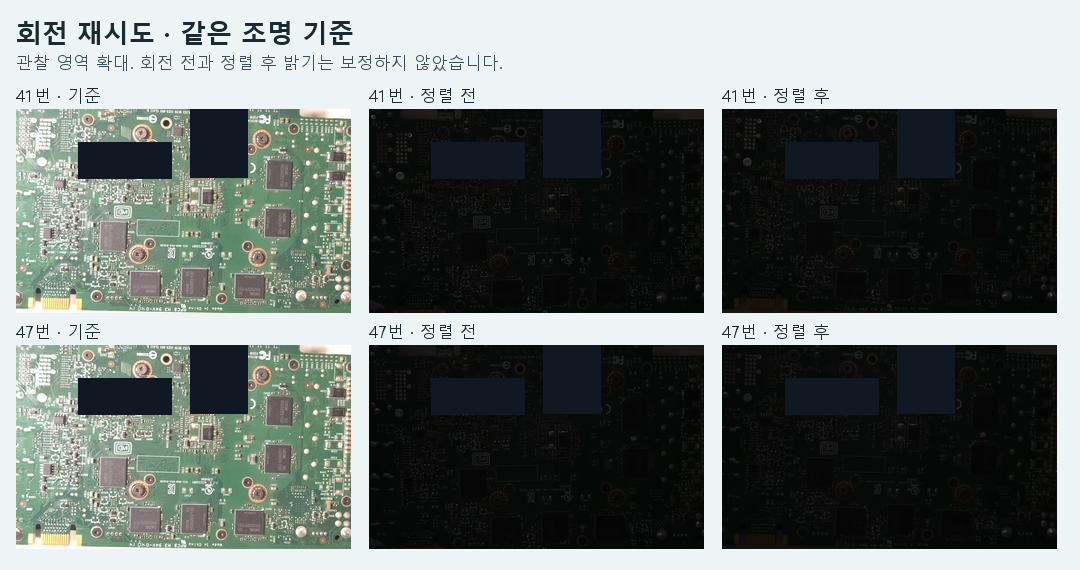 회전 재시도 · 같은 조명 기준
관찰 영역 확대. 회전 전과 정렬 후 밝기는 보정하지 않았습니다.
41번 · 기준
41번 · 정렬 전
41번 · 정렬 후
47번 · 기준
47번 · 정렬 전
47번 · 정렬 후